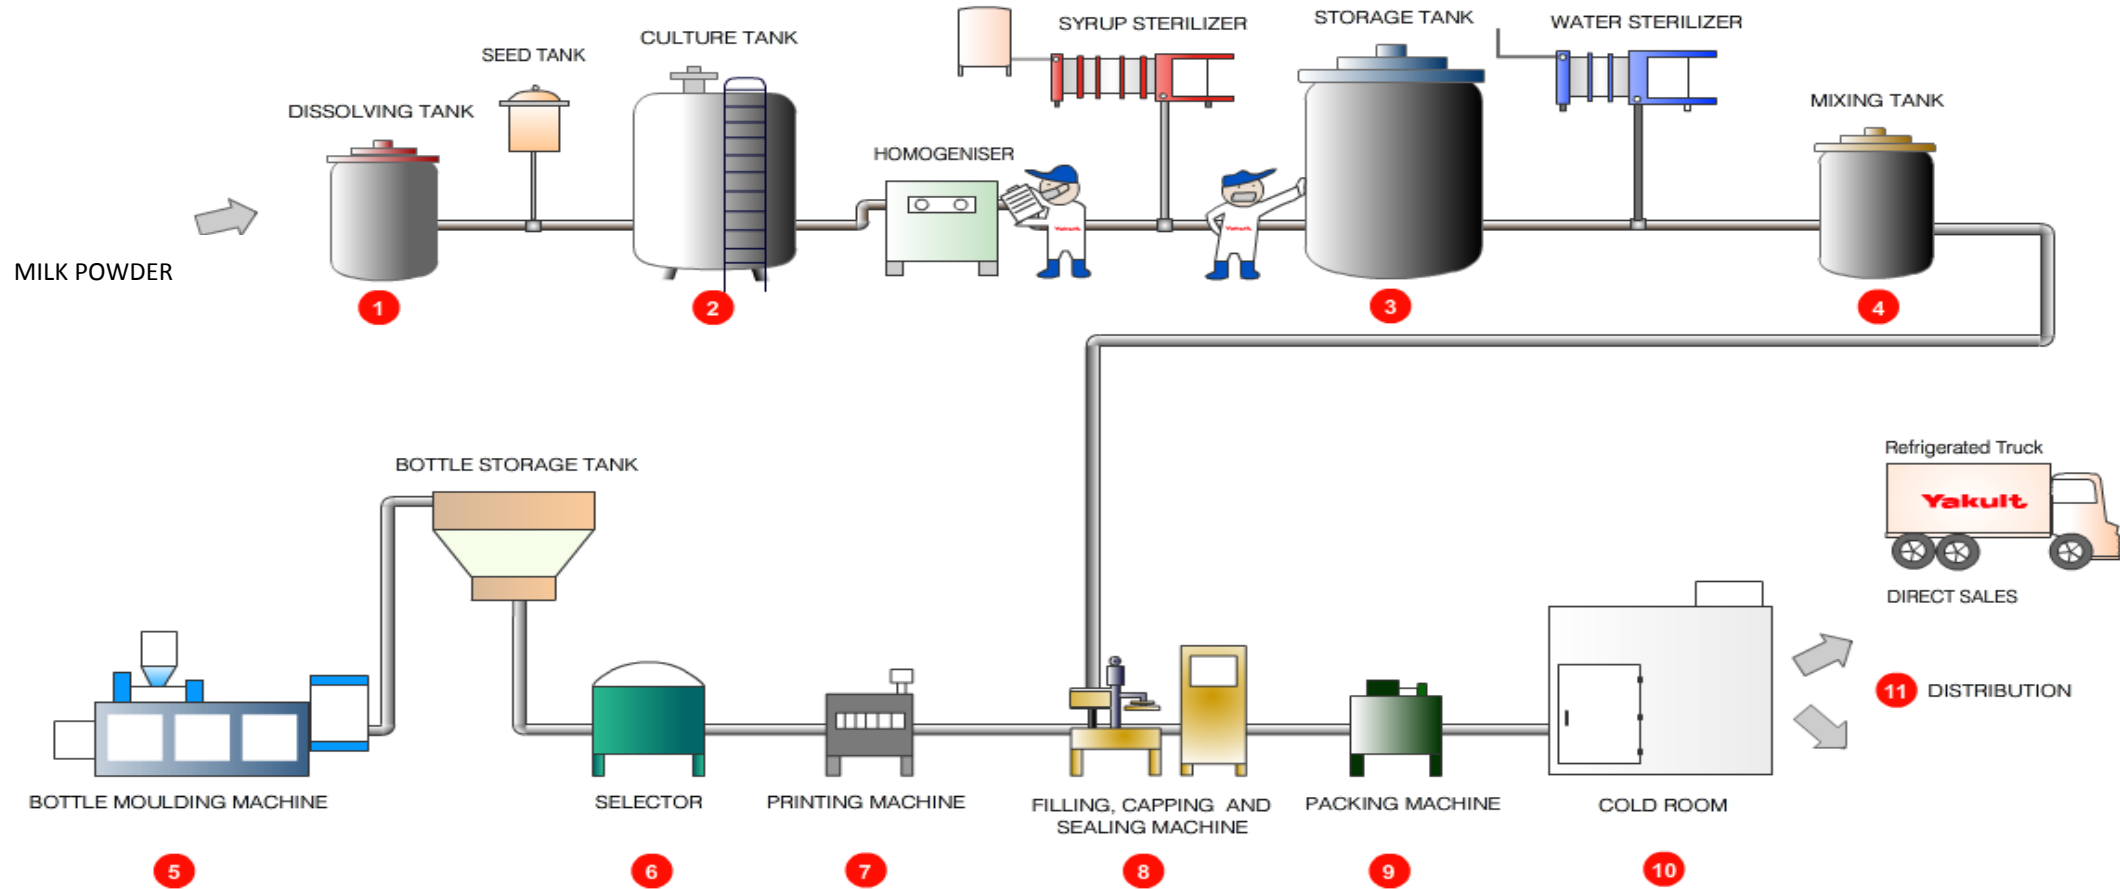 SYRUP STERILIZER
STORAGE TANK
WATER STERILIZER
CULTURE TANK
SEED TANK
DISSOLVING TANK
MIXING TANK
HOMOGENISER
Yakult
Yakult
MILK POWDER
1
2
3
4
Refrigerated Truck
BOTTLE STORAGE TANK
Yakult
DIRECT SALES
11 DISTRIBUTION
BOTTLE MOULDING MACHINE
SELECTOR
PRINTING MACHINE
FILLING, CAPPING AND
SEALING MACHINE
PACKING MACHINE
COLD ROOM
5
6
7
8
9
10